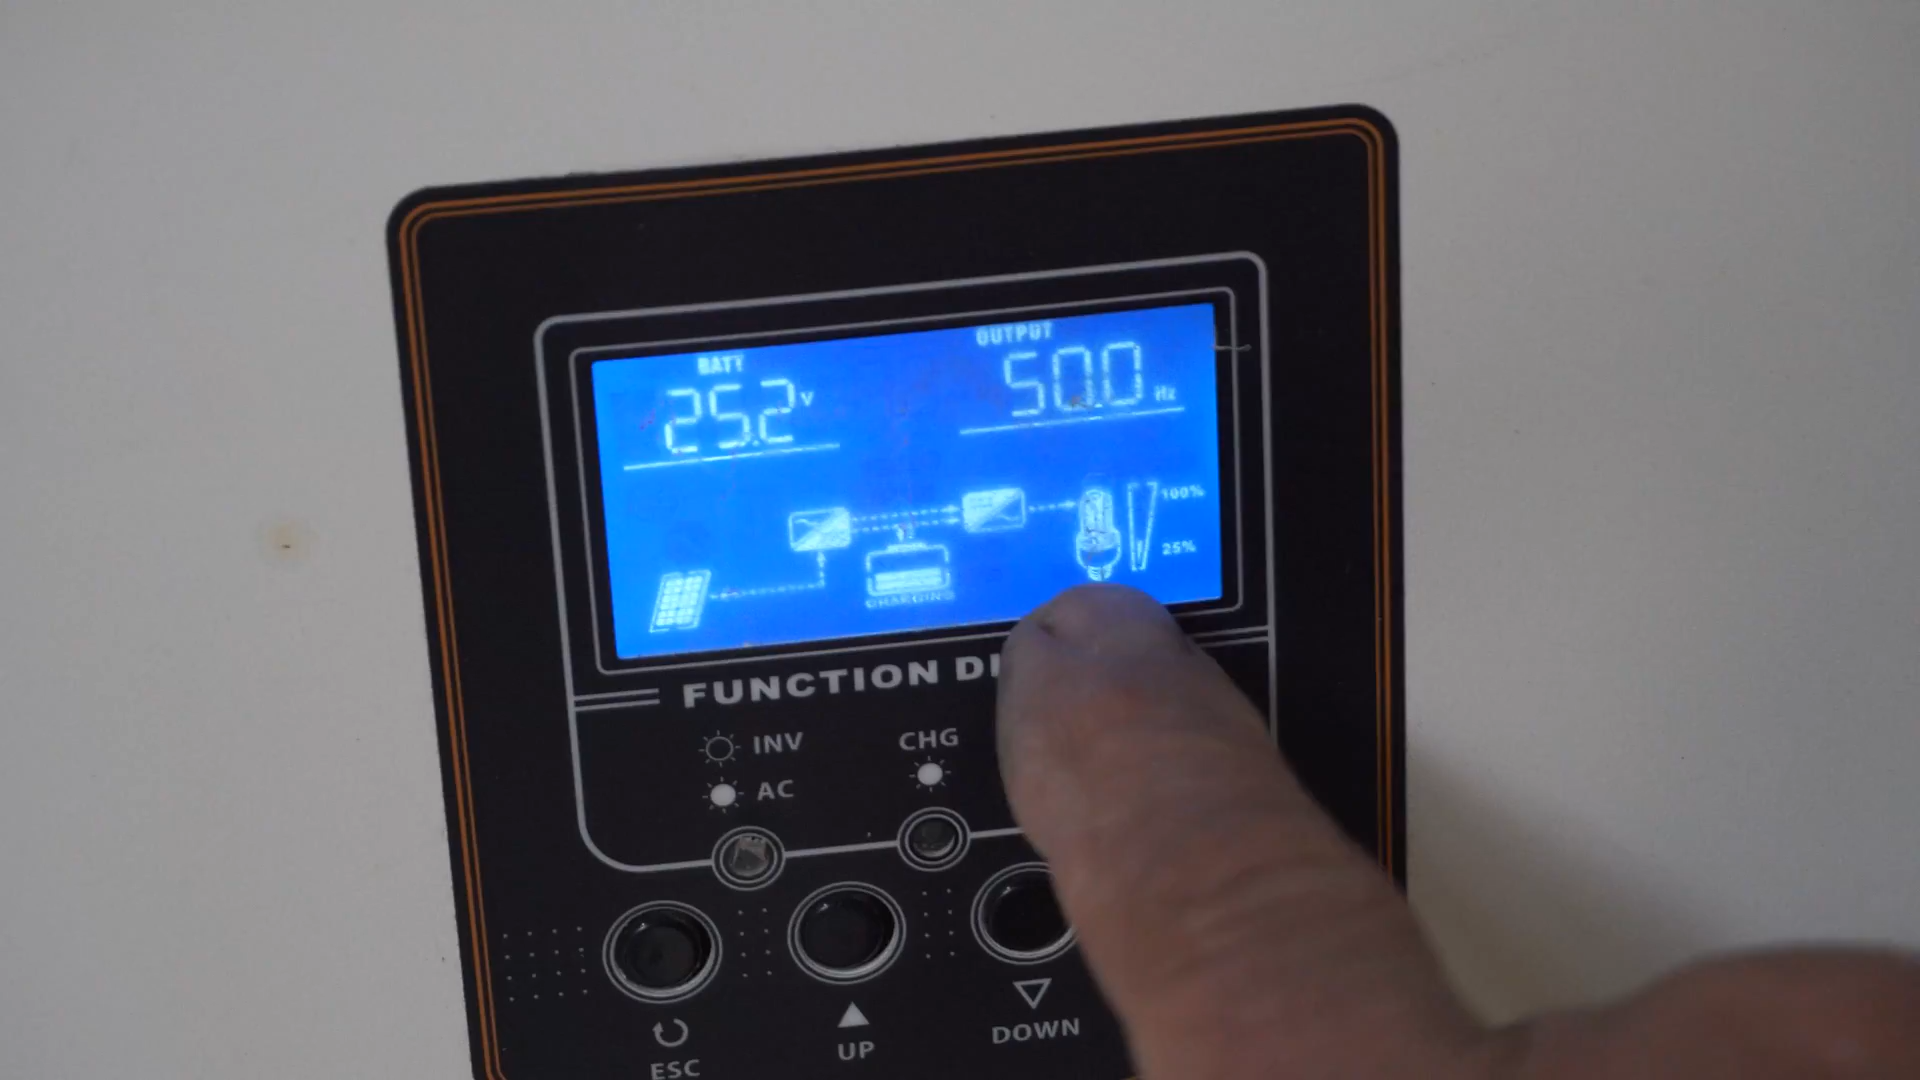 BATT
25.2 V
OUTPUT
50.0 Hz
100%
25%
CHARGING
FUNCTION
INV
CHG
AC
ESC
UP
DOWN